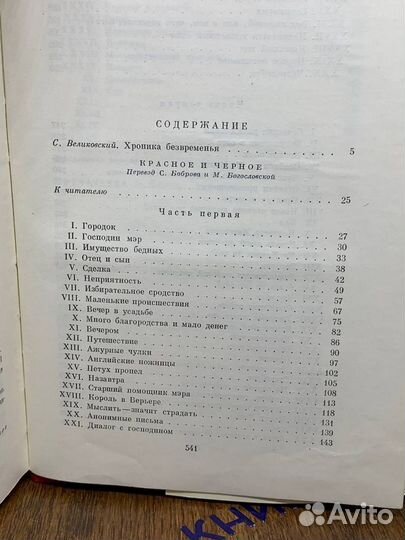 СОДЕРЖАНИЕ
С. Великовский. Хроника безвременья 5
КРАСНОЕ И ЧЕРНОЕ
Перевод С. Боброва и М. Богословской
К читателю 25
Часть первая
I. Городок 27
II. Господин мэр 30
III. Имущество бедных 33
IV. Отец и сын 38
V. Сделка 42
VI. Неприятность 49
VII. Избирательное сродство 57
VIII. Маленькие происшествия 67
IX. Вечер в усадьбе 75
X. Много благородства и мало денег 82
XI. Вечером 86
XII. Путешествие 90
XIII. Ажурные чулки 97
XIV. Английские ножницы 102
XV. Петух пропел 105
XVI. Назавтра 108
XVII. Старший помощник мэра 113
XVIII. Король в Верьере 118
XIX. Мыслить — значит страдать 131
XX. Анонимные письма 139
XXI. Диалог с господином 143
541
КНИ
Avito